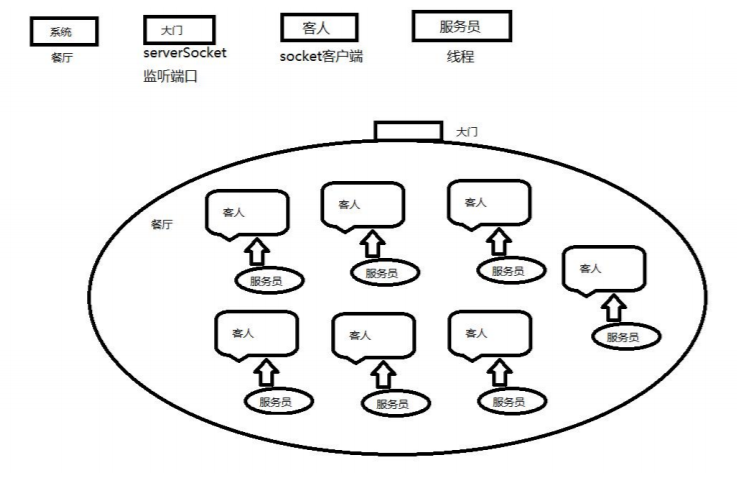 系统
大门
客人
服务员
餐厅
serverSocket
监听端口
socket客户端
线程
大门
餐厅
客人
客人
客人
客人
服务员
服务员
服务员
服务员
客人
客人
客人
服务员
服务员
服务员